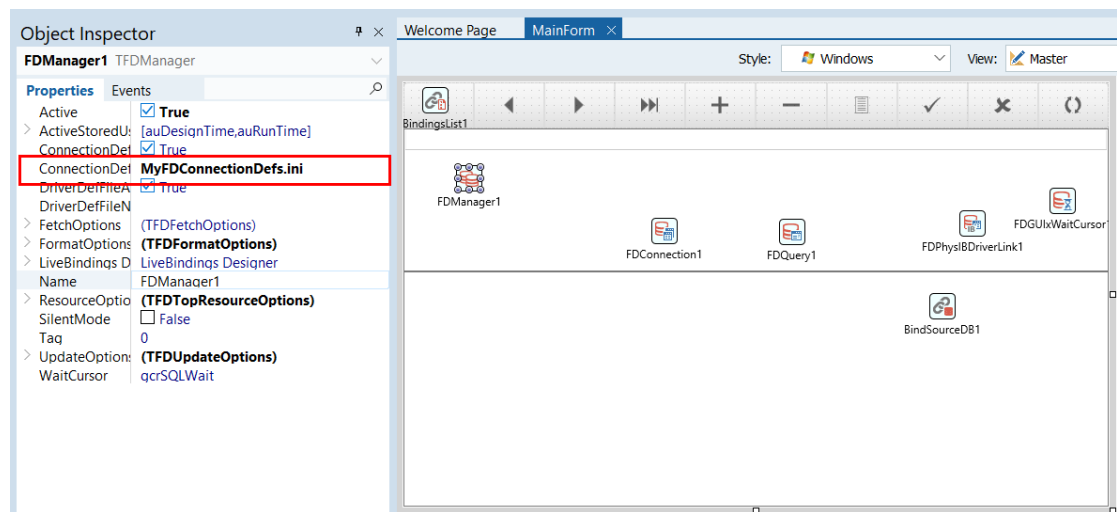 Object Inspector
FDManager1 TFDManager
Properties Events
Active True
ActiveStoredUs [auDesignTime,auRunTime]
ConnectionDef True
ConnectionDef MyFDConnectionDefs.ini
DriverDefFileA True
DriverDefFileN
FetchOptions (TFDFetchOptions)
FormatOptions (TFDFormatOptions)
LiveBindings D LiveBindings Designer
Name FDManager1
ResourceOptio (TFDTopResourceOptions)
SilentMode False
Tag 0
UpdateOptions (TFDUpdateOptions)
WaitCursor gcrSQLWait
Welcome Page MainForm
Style: Windows View: Master
BindingsList1
FDManager1
FDConnection1
FDQuery1
FDPhysIBDriverLink1
FDGUIxWaitCursor1
BindSourceDB1